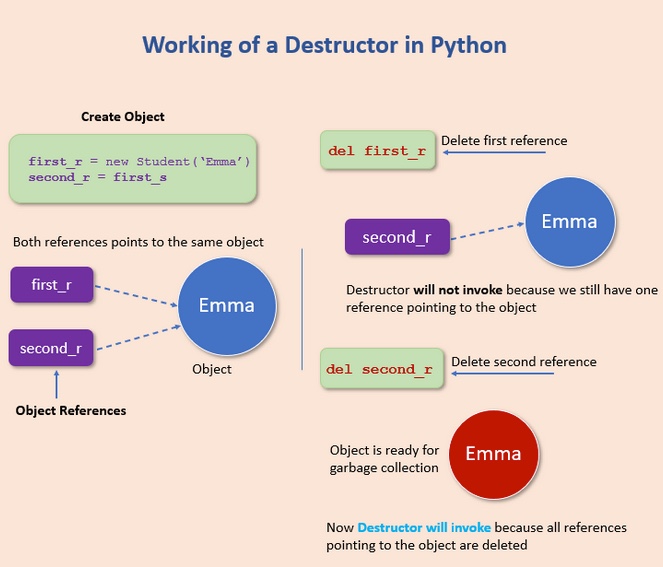 Working of a Destructor in Python
Create Object
first_r = new Student(‘Emma’)
second_r = first_s
Both references points to the same object
first_r
Emma
second_r
Object
Object References
del first_r
Delete first reference
second_r
Emma
Destructor will not invoke because we still have one
reference pointing to the object
del second_r
Delete second reference
Object is ready for
garbage collection
Emma
Now Destructor will invoke because all references
pointing to the object are deleted